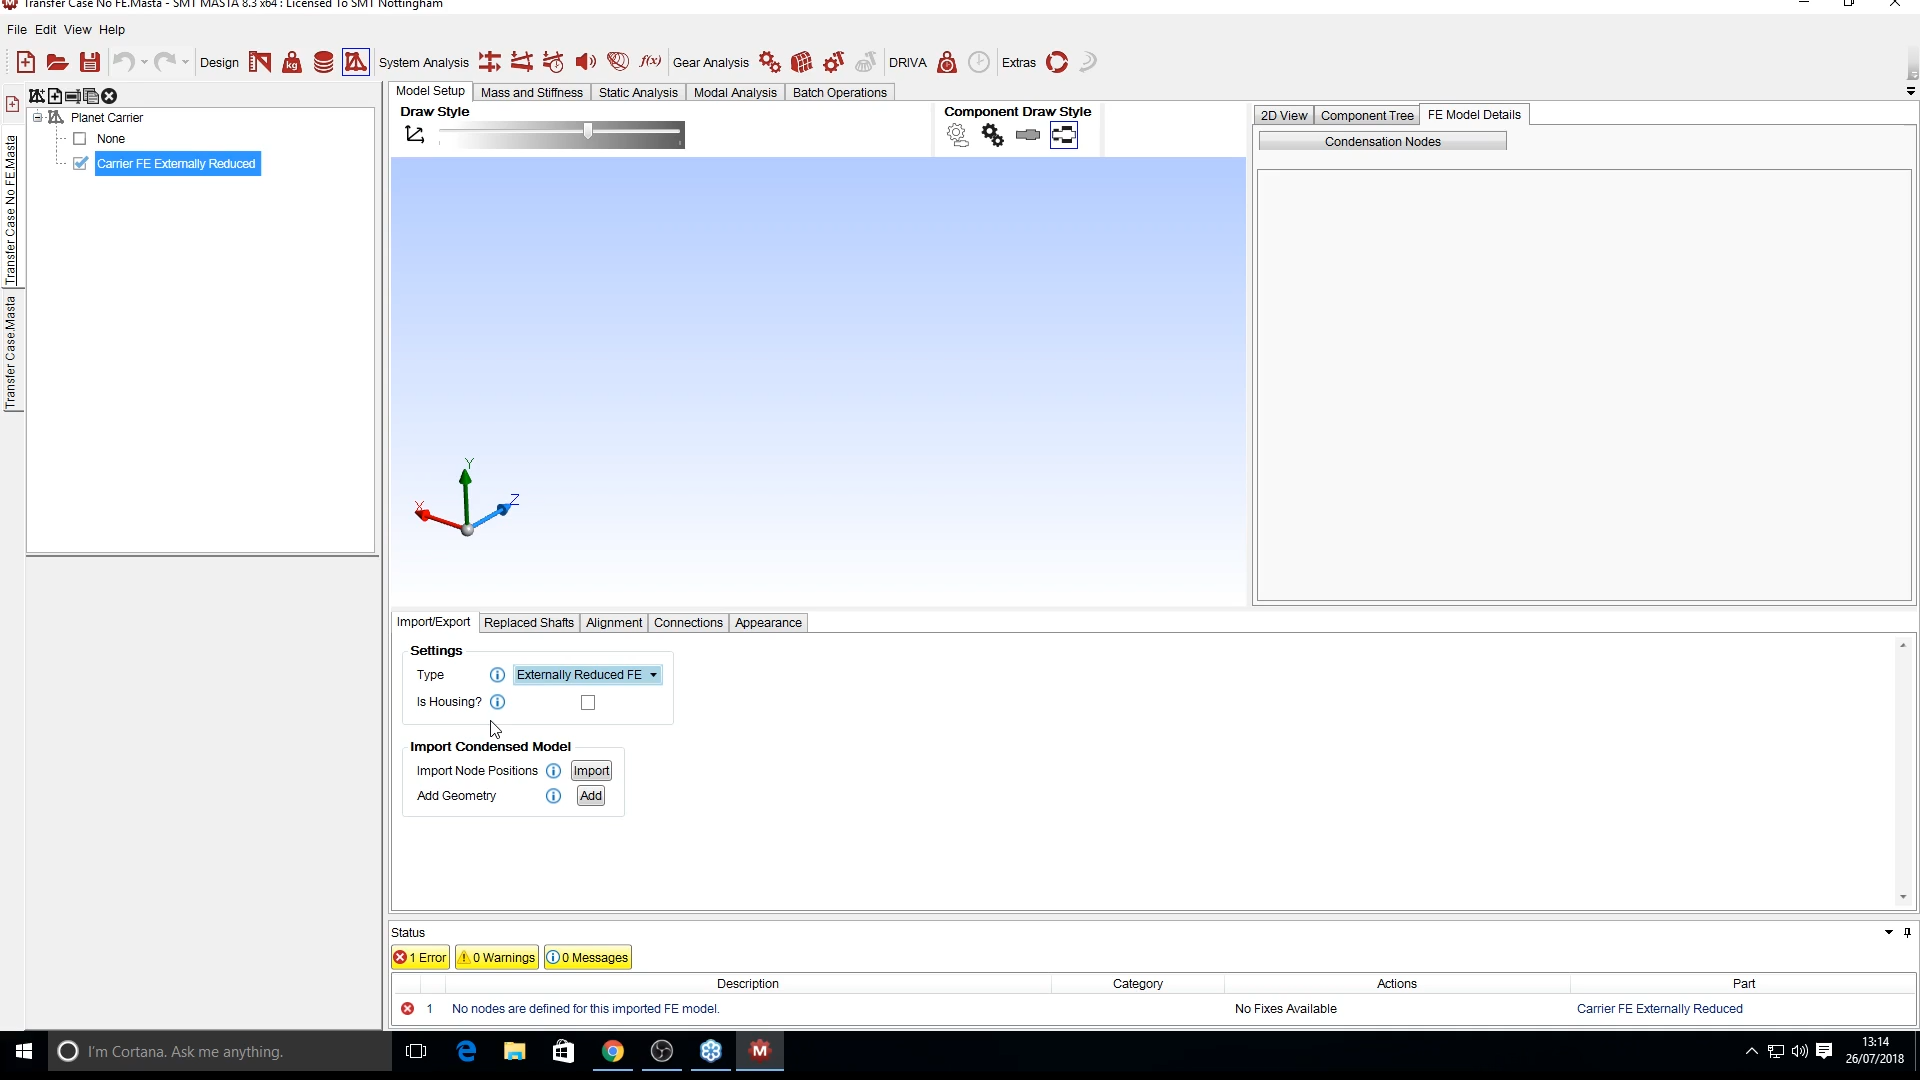 Transfer Case No FE.Masta - SMT MASTA 8.3 x64 : Licensed To SMT Nottingham
File Edit View Help
Design kg System Analysis f(x) Gear Analysis DRIVA Extras
Model Setup Mass and Stiffness Static Analysis Modal Analysis Batch Operations
Planet Carrier
None
Carrier FE Externally Reduced
Transfer Case No FE.Masta
Transfer Case.Masta
Draw Style
Component Draw Style
2D View Component Tree FE Model Details
Condensation Nodes
Y
X
Z
Import/Export Replaced Shafts Alignment Connections Appearance
Settings
Type Externally Reduced FE
Is Housing?
Import Condensed Model
Import Node Positions Import
Add Geometry Add
Status
1 Error 0 Warnings 0 Messages
Description Category Actions Part
1 No nodes are defined for this imported FE model. No Fixes Available Carrier FE Externally Reduced
I'm Cortana. Ask me anything.
M
13:14
26/07/2018